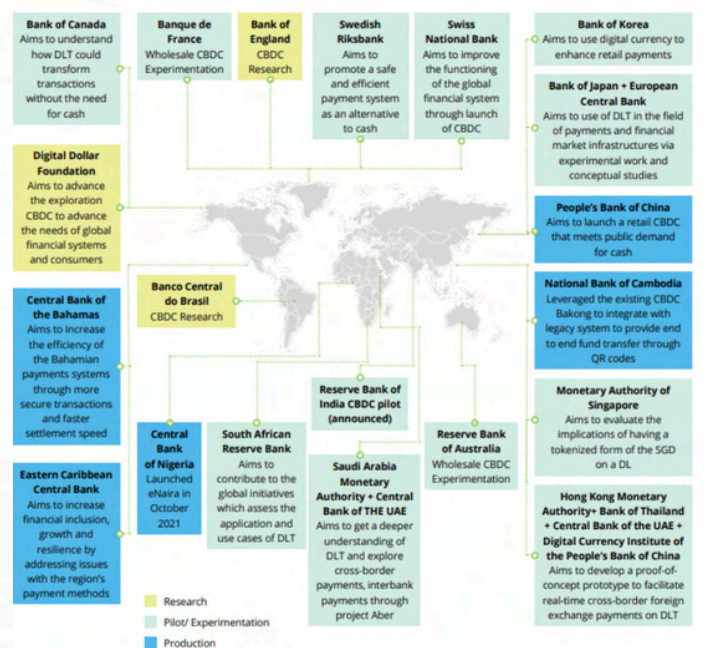 Bank of Canada
Aims to understand
how DLT could
transform
transactions
without the need
for cash
Banque de
France
Wholesale CBDC
Experimentation
Bank of
England
CBDC
Research
Swedish
Riksbank
Aims to
promote a safe
and efficient
payment system
as an alternative
to cash
Swiss
National Bank
Aims to improve
the functioning
of the global
financial system
through launch
of CBDC
Bank of Korea
Aims to use digital currency to
enhance retail payments
Bank of Japan + European
Central Bank
Aims to use of DLT in the field
of payments and financial
market infrastructures via
experimental work and
conceptual studies
Digital Dollar
Foundation
Aims to advance
the exploration
CBDC to advance
the needs of global
financial systems
and consumers
People's Bank of China
Aims to launch a retail CBDC
that meets public demand
for cash
Banco Central
do Brasil
CBDC Research
National Bank of Cambodia
Leveraged the existing CBDC
Bakong to integrate with
legacy system to provide end
to end fund transfer through
QR codes
Central Bank of
the Bahamas
Aims to Increase
the efficiency of
the Bahamian
payments systems
through more
secure transactions
and faster
settlement speed
Reserve Bank of
India CBDC pilot
(announced)
Monetary Authority of
Singapore
Aims to evaluate the
implications of having a
tokenized form of the SGD
on a DL
Eastern Caribbean
Central Bank
Aims to increase
financial inclusion,
growth and
resilience by
addressing issues
with the region's
payment methods
Central
Bank
of Nigeria
Launched
eNaira in
October
2021
South African
Reserve Bank
Aims to
contribute to the
global initiatives
which assess the
application and
use cases of DLT
Saudi Arabia
Monetary
Authority + Central
Bank of THE UAE
Aims to get a deeper
understanding of
DLT and explore
cross-border
payments, interbank
payments through
project Aber
Reserve Bank
of Australia
Wholesale CBDC
Experimentation
Hong Kong Monetary
Authority+ Bank of Thailand
+ Central Bank of the UAE +
Digital Currency Institute of
the People's Bank of China
Aims to develop a proof-of-
concept prototype to facilitate
real-time cross-border foreign
exchange payments on DLT
Research
Pilot/ Experimentation
Production